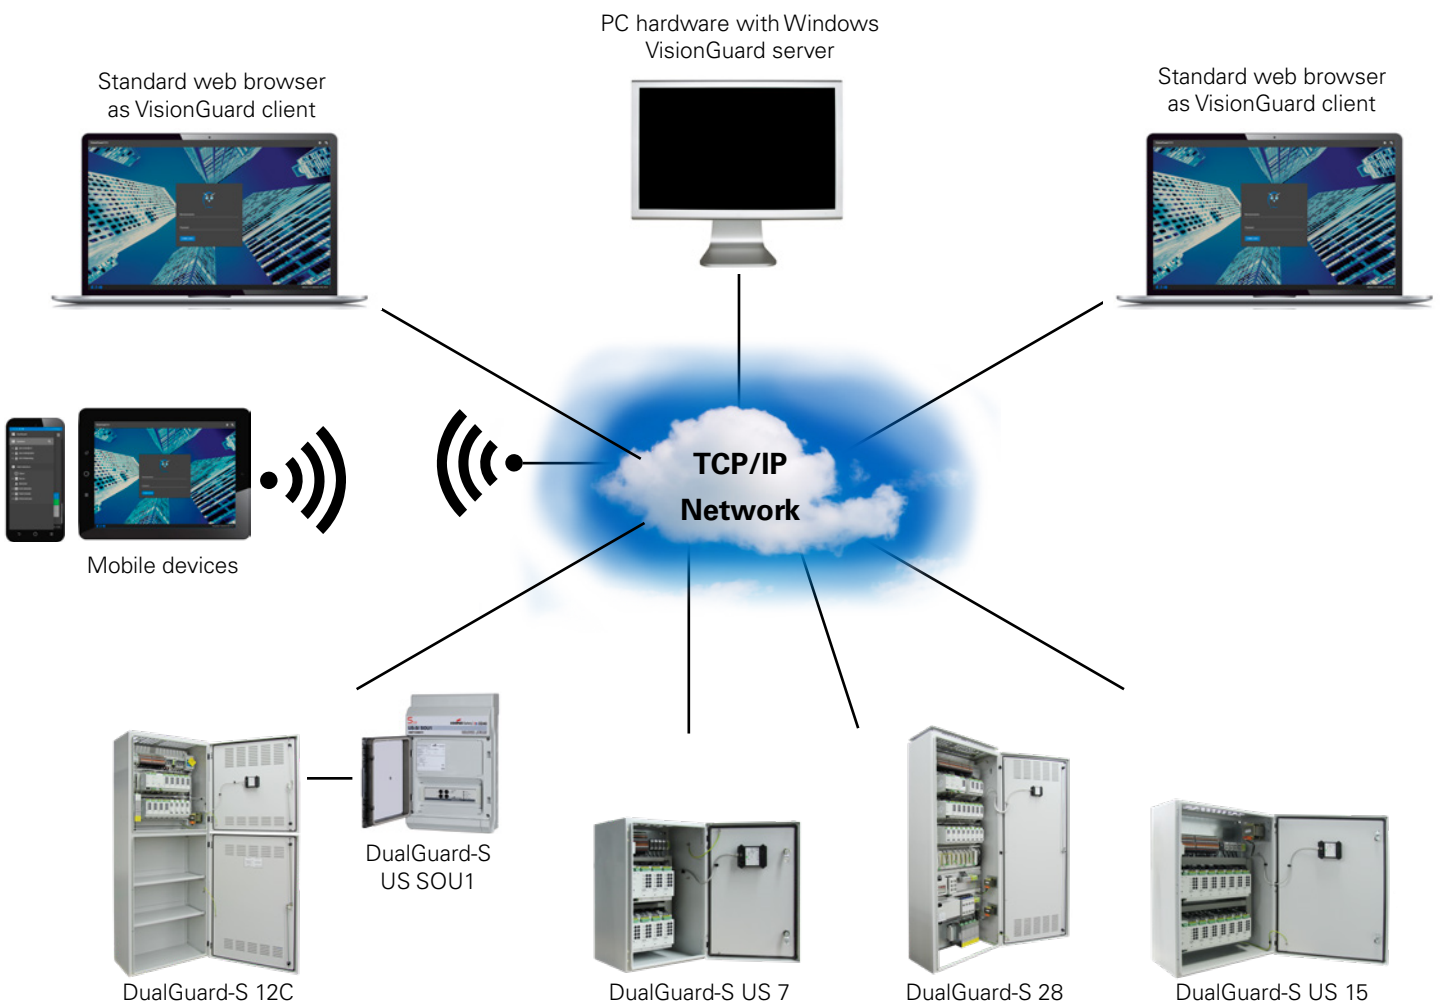 PC hardware with Windows
VisionGuard server
Standard web browser
as VisionGuard client
Standard web browser
as VisionGuard client
TCP/IP
Network
Mobile devices
DualGuard-S
US SOU1
DualGuard-S 12C
DualGuard-S US 7
DualGuard-S 28
DualGuard-S US 15